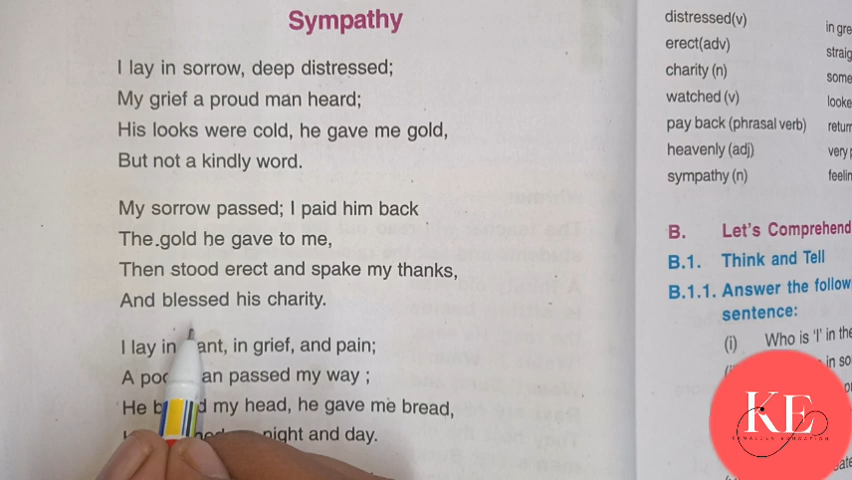 Sympathy
I lay in sorrow, deep distressed;
My grief a proud man heard;
His looks were cold, he gave me gold,
But not a kindly word.
My sorrow passed; I paid him back
The gold he gave to me,
Then stood erect and spake my thanks,
And blessed his charity.
I lay in ant, in grief, and pain;
A poo an passed my way ;
He b d my head, he gave me bread,
night and day.
distressed(v)
erect(adv)
charity (n)
watched (v)
pay back (phrasal verb)
heavenly (adj)
sympathy (n)
in gre
straig
some
looke
return
very
feelin
B. Let's Comprehend
B.1. Think and Tell
B.1.1. Answer the follow
sentence:
(i) Who is 'I' in the
in so
KE